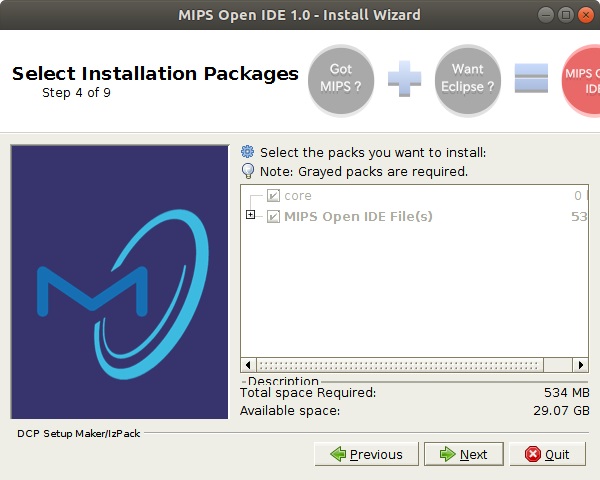 MIPS Open IDE 1.0 - Install Wizard
Select Installation Packages
Step 4 of 9
Got
MIPS ?
Want
Eclipse ?
MIPS O
IDE
Select the packs you want to install:
Note: Grayed packs are required.
core 0
MIPS Open IDE File(s) 53
Description
Total space Required: 534 MB
Available space: 29.07 GB
DCP Setup Maker/IzPack
Previous
Next
Quit